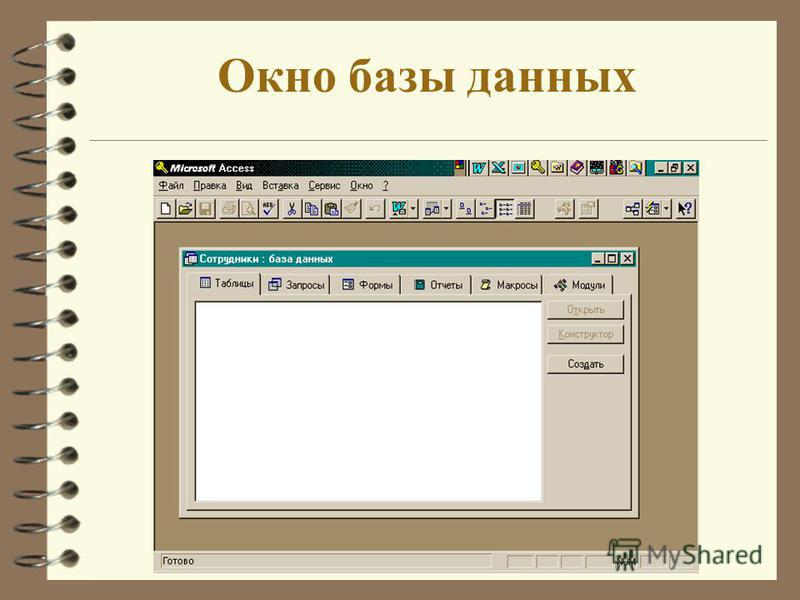 Окно базы данных
Microsoft Access
Файл Правка Вид Вставка Сервис Окно ?
Сотрудники : база данных
Таблицы Запросы Формы Отчеты Макросы Модули
Открыть
Конструктор
Создать
Готово
NUM
MyShared